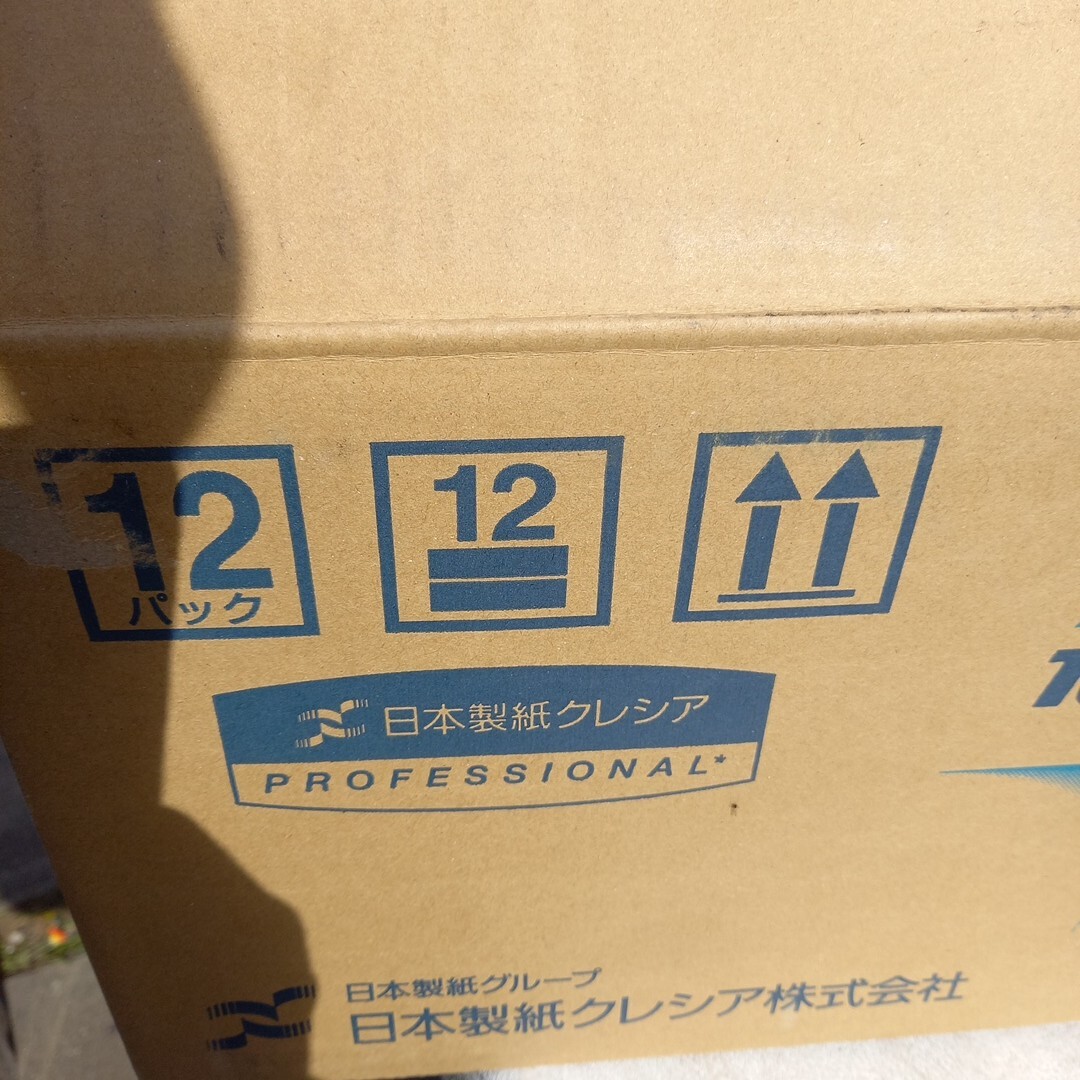 12
パック
12
日本製紙クレシア
PROFESSIONAL*
日本製紙グループ
日本製紙クレシア株式会社